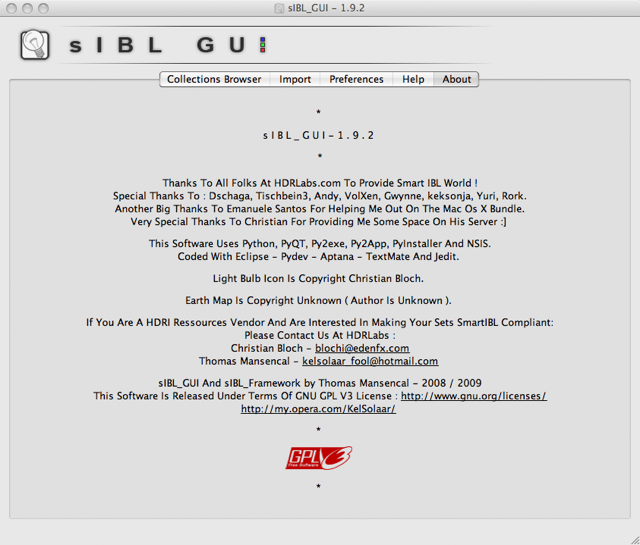 sIBL_GUI - 1.9.2
sIBL GUI
Collections Browser Import Preferences Help About
*
sIBL_GUI-1.9.2
*
Thanks To All Folks At HDRLabs.com To Provide Smart IBL World !
Special Thanks To : Dschaga, Tischbein3, Andy, VolXen, Gwynne, keksonja, Yuri, Rork.
Another Big Thanks To Emanuele Santos For Helping Me Out On The Mac Os X Bundle.
Very Special Thanks To Christian For Providing Me Some Space On His Server :]
This Software Uses Python, PyQT, Py2exe, Py2App, PyInstaller And NSIS.
Coded With Eclipse - Pydev - Aptana - TextMate And Jedit.
Light Bulb Icon Is Copyright Christian Bloch.
Earth Map Is Copyright Unknown ( Author Is Unknown ).
If You Are A HDRI Ressources Vendor And Are Interested In Making Your Sets SmartIBL Compliant:
Please Contact Us At HDRLabs :
Christian Bloch - blochi@edenfx.com
Thomas Mansencal - kelsolaar_fool@hotmail.com
sIBL_GUI And sIBL_Framework by Thomas Mansencal - 2008 / 2009
This Software Is Released Under Terms Of GNU GPL V3 License : http://www.gnu.org/licenses/
http://my.opera.com/KelSolaar/
*
GPLv3
Free Software
*